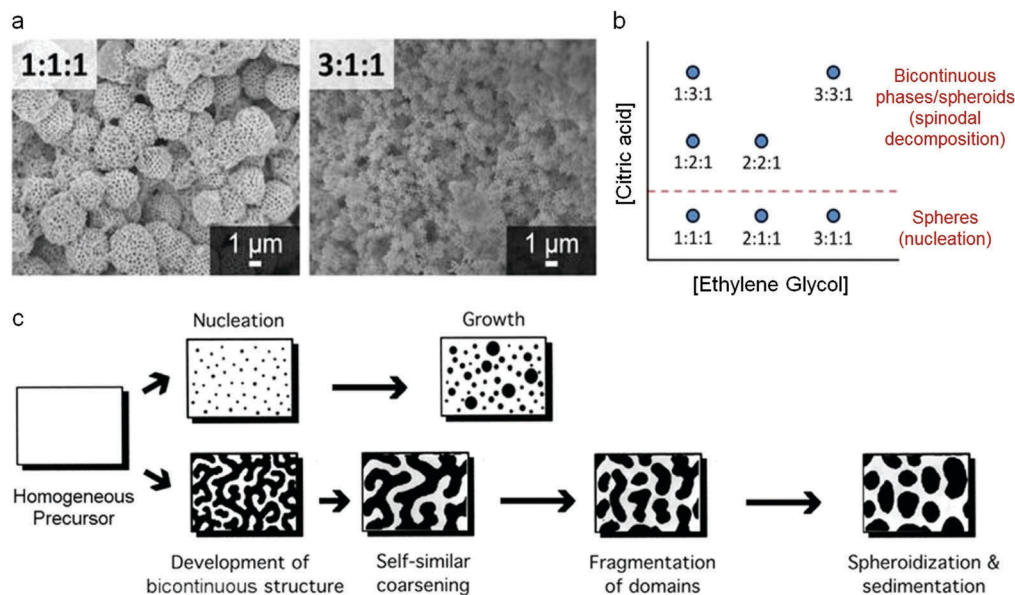 a
1:1:1
1 µm
3:1:1
1 µm
b
[Citric acid]
1:3:1
3:3:1
1:2:1
2:2:1
1:1:1
2:1:1
3:1:1
[Ethylene Glycol]
Bicontinuous
phases/spheroids
(spinodal
decomposition)
Spheres
(nucleation)
c
Homogeneous
Precursor
Nucleation
Growth
Development of
bicontinuous structure
Self-similar
coarsening
Fragmentation
of domains
Spheroidization &
sedimentation